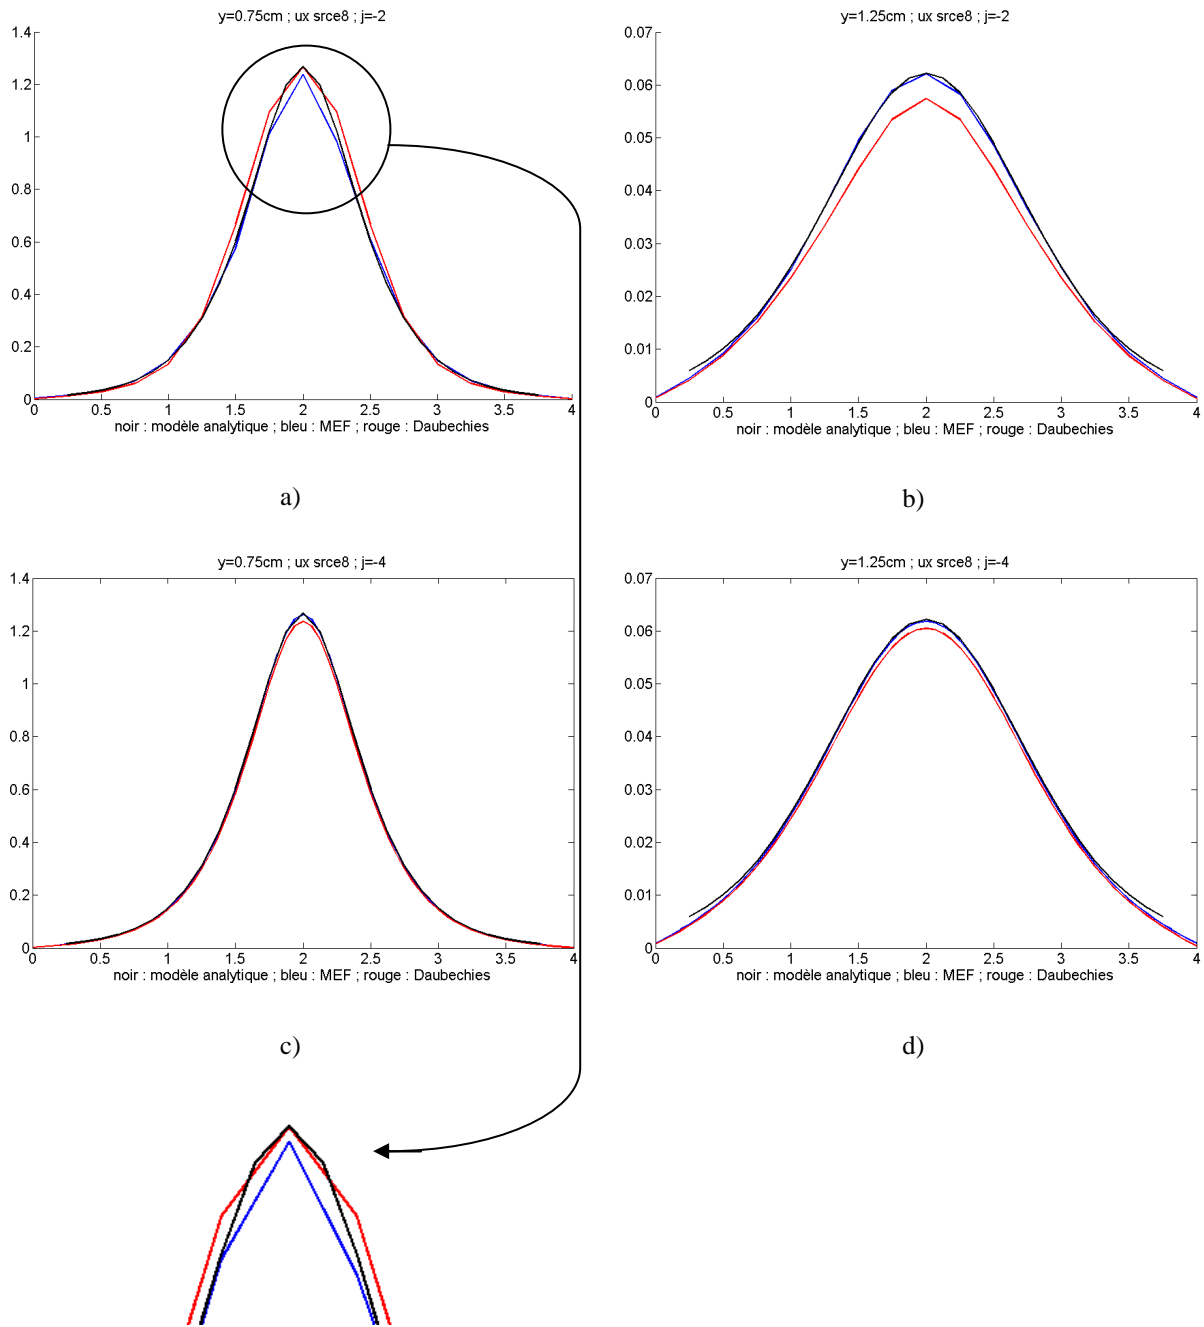 y=0.75cm ; ux srce8 ; j=-2
1.4
1.2
1
0.8
0.6
0.4
0.2
0
0 0.5 1 1.5 2 2.5 3 3.5 4
noir : modèle analytique ; bleu : MEF ; rouge : Daubechies
a)
y=1.25cm ; ux srce8 ; j=-2
0.07
0.06
0.05
0.04
0.03
0.02
0.01
0
0 0.5 1 1.5 2 2.5 3 3.5 4
noir : modèle analytique ; bleu : MEF ; rouge : Daubechies
b)
y=0.75cm ; ux srce8 ; j=-4
1.4
1.2
1
0.8
0.6
0.4
0.2
0
0 0.5 1 1.5 2 2.5 3 3.5 4
noir : modèle analytique ; bleu : MEF ; rouge : Daubechies
c)
y=1.25cm ; ux srce8 ; j=-4
0.07
0.06
0.05
0.04
0.03
0.02
0.01
0
0 0.5 1 1.5 2 2.5 3 3.5 4
noir : modèle analytique ; bleu : MEF ; rouge : Daubechies
d)